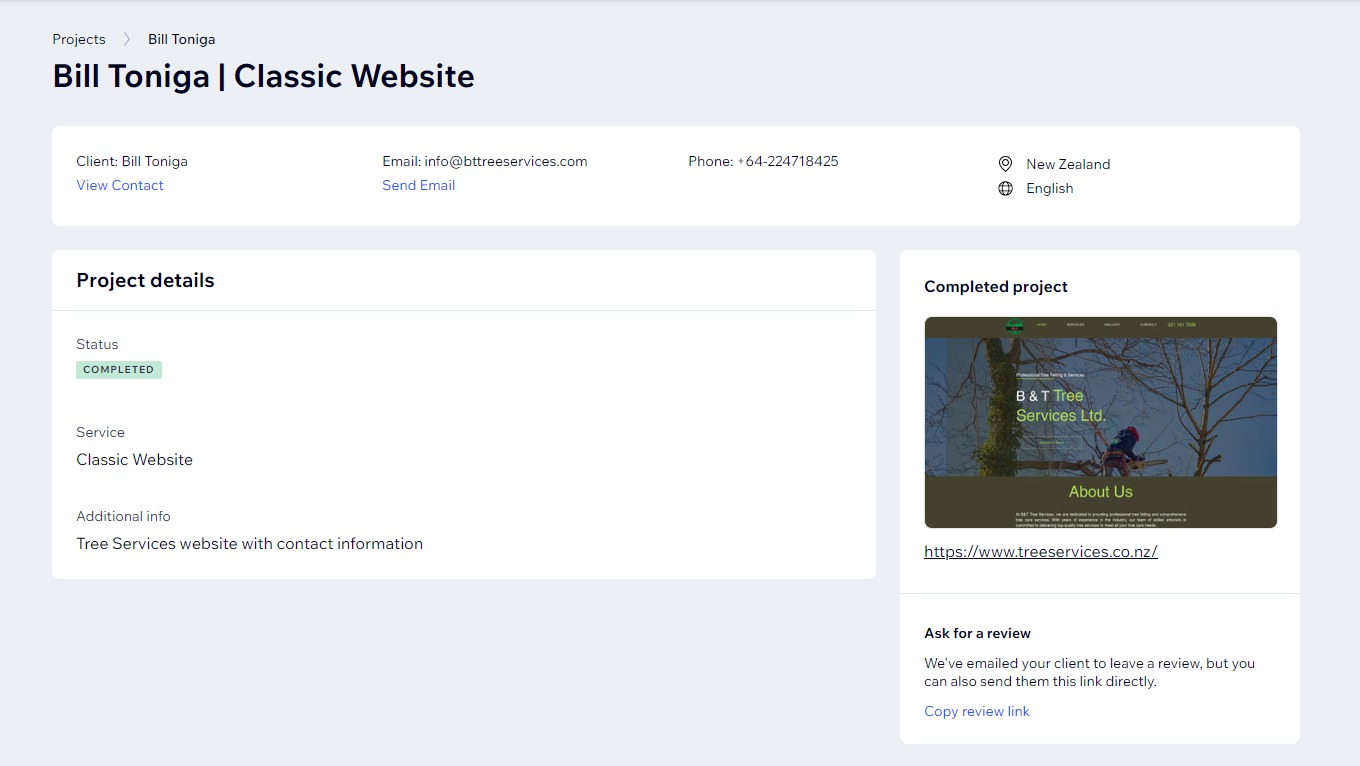 Projects > Bill Toniga
Bill Toniga | Classic Website
Client: Bill Toniga
View Contact
Email: info@bttreeservices.com
Send Email
Phone: +64-224718425
New Zealand
English
Project details
Status
COMPLETED
Service
Classic Website
Additional info
Tree Services website with contact information
Completed project
HOME SERVICES GALLERY CONTACT
Professional Tree Felling & Services
B & T Tree
Services Ltd.
About Us
At B&T Tree Services, we are dedicated to providing professional tree felling and comprehensive
tree care services. With years of experience in the industry, our team of skilled arborists is
committed to delivering top-quality tree services to meet all your tree care needs.
https://www.treeservices.co.nz/
Ask for a review
We've emailed your client to leave a review, but you
can also send them this link directly.
Copy review link